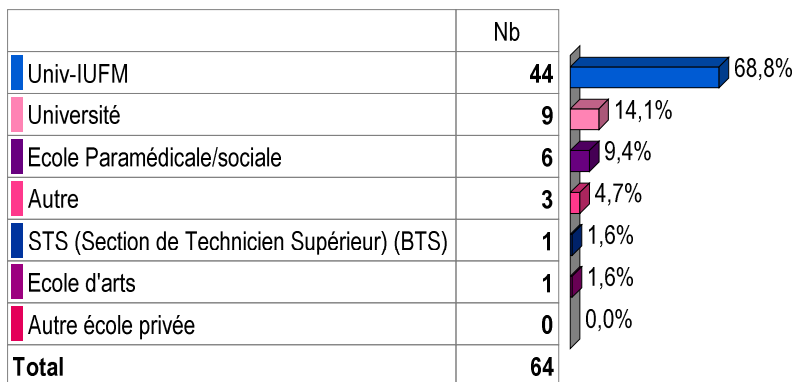 Nb
Univ-IUFM 44 68,8%
Université 9 14,1%
Ecole Paramédicale/sociale 6 9,4%
Autre 3 4,7%
STS (Section de Technicien Supérieur) (BTS) 1 1,6%
Ecole d'arts 1 1,6%
Autre école privée 0 0,0%
Total 64